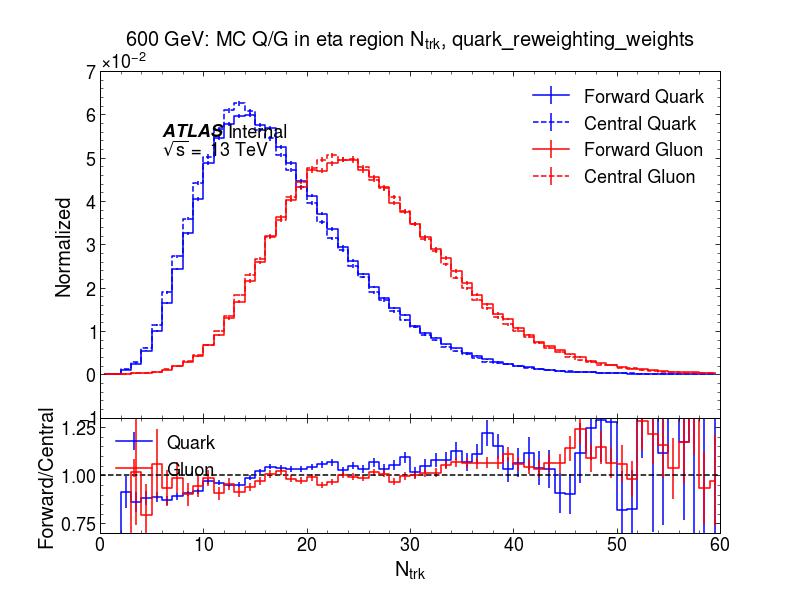 600 GeV: MC Q/G in eta region N_trk, quark_reweighting_weights
×10⁻²
7
6
5
4
3
2
1
0
−1
Normalized
ATLAS Internal
√s = 13 TeV
Forward Quark
Central Quark
Forward Gluon
Central Gluon
Forward/Central
1.25
1.00
0.75
Quark
Gluon
0 10 20 30 40 50 60
N_trk